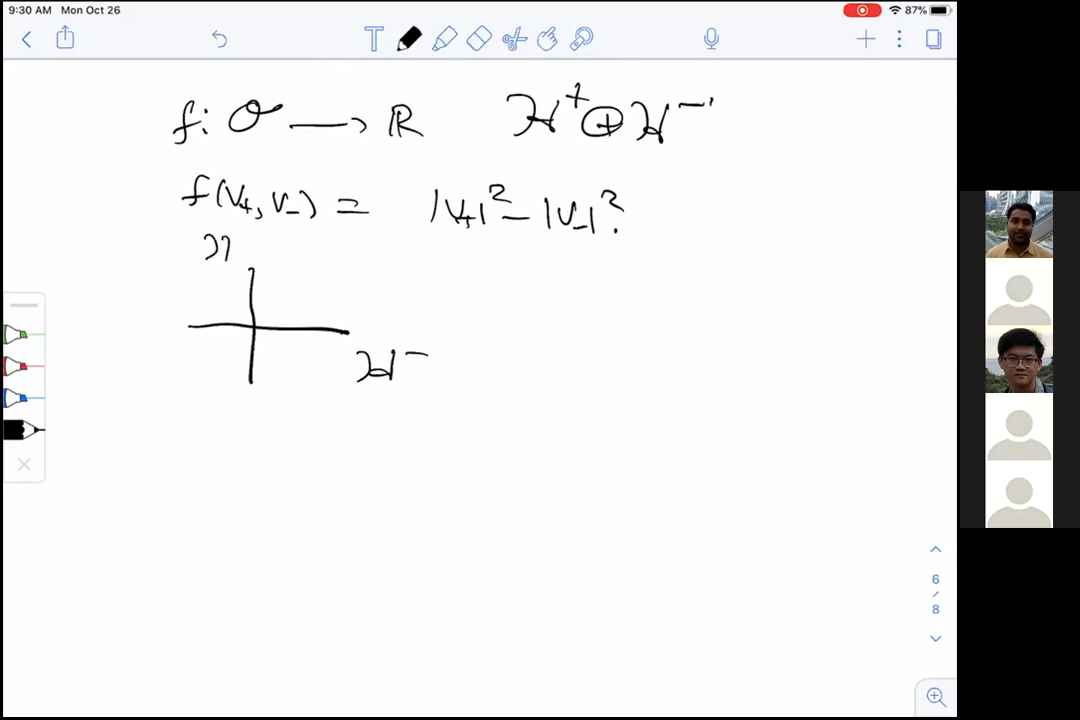 9:30 AM Mon Oct 26 87%
T
f: 𝒪 → ℝ ℋ⁺ ⊕ ℋ⁻
f(v₊, v₋) = |v₊|² − |v₋|²
ℋ⁻
6
/
8